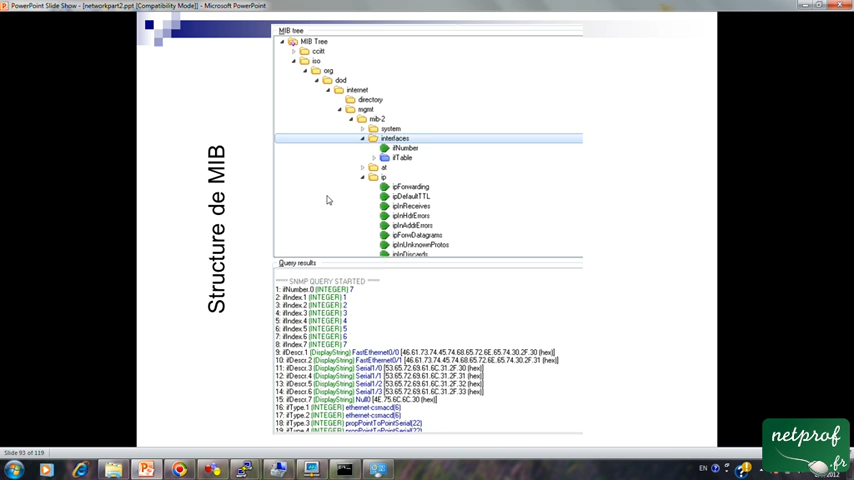 PowerPoint Slide Show - [networkpart2.ppt [Compatibility Mode]] - Microsoft PowerPoint
MIB tree
MIB Tree
ccitt
iso
org
dod
internet
directory
mgmt
mib-2
system
interfaces
ifNumber
ifTable
at
ip
ipForwarding
ipDefaultTTL
ipInReceives
ipInHdrErrors
ipInAddrErrors
ipForwDatagrams
ipInUnknownProtos
ipInDiscards
Structure de MIB
Query results
***** SNMP QUERY STARTED *****
1: ifNumber.0 (INTEGER) 7
2: ifIndex.1 (INTEGER) 1
3: ifIndex.2 (INTEGER) 2
4: ifIndex.3 (INTEGER) 3
5: ifIndex.4 (INTEGER) 4
6: ifIndex.5 (INTEGER) 5
7: ifIndex.6 (INTEGER) 6
8: ifIndex.7 (INTEGER) 7
9: ifDescr.1 (DisplayString) FastEthernet0/0 [46.61.73.74.45.74.68.65.72.6E.65.74.30.2F.30 (hex)]
10: ifDescr.2 (DisplayString) FastEthernet0/1 [46.61.73.74.45.74.68.65.72.6E.65.74.30.2F.31 (hex)]
11: ifDescr.3 (DisplayString) Serial1/0 [53.65.72.69.61.6C.31.2F.30 (hex)]
12: ifDescr.4 (DisplayString) Serial1/1 [53.65.72.69.61.6C.31.2F.31 (hex)]
13: ifDescr.5 (DisplayString) Serial1/2 [53.65.72.69.61.6C.31.2F.32 (hex)]
14: ifDescr.6 (DisplayString) Serial1/3 [53.65.72.69.61.6C.31.2F.33 (hex)]
15: ifDescr.7 (DisplayString) Null0 [4E.75.6C.6C.30 (hex)]
16: ifType.1 (INTEGER) ethernet-csmacd(6)
17: ifType.2 (INTEGER) ethernet-csmacd(6)
18: ifType.3 (INTEGER) propPointToPointSerial(22)
19: ifType.4 (INTEGER) propPointToPointSerial(22)
Slide 93 of 119
EN
netprof
.fr